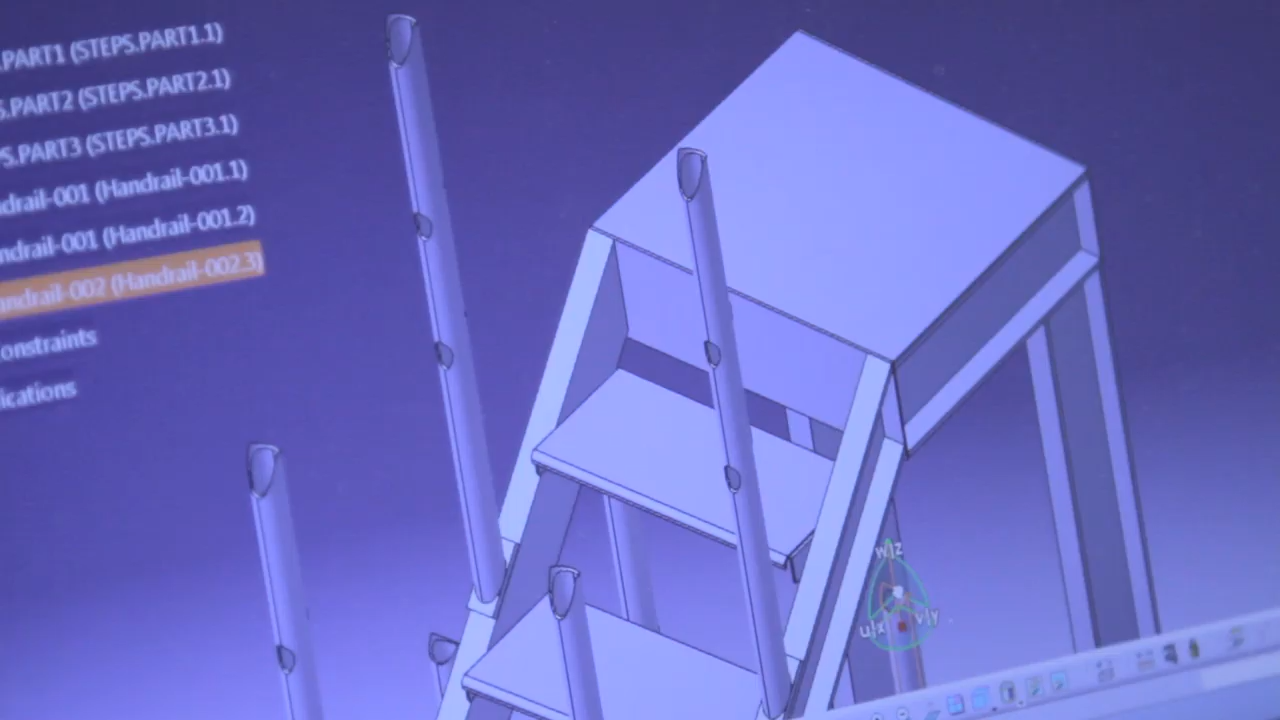 .PART1 (STEPS.PART1.1)
S.PART2 (STEPS.PART2.1)
PS.PART3 (STEPS.PART3.1)
ndrail-001 (Handrail-001.1)
ndrail-001 (Handrail-001.2)
andrail-002 (Handrail-002.3)
onstraints
ications
w|z
u|x
v|y